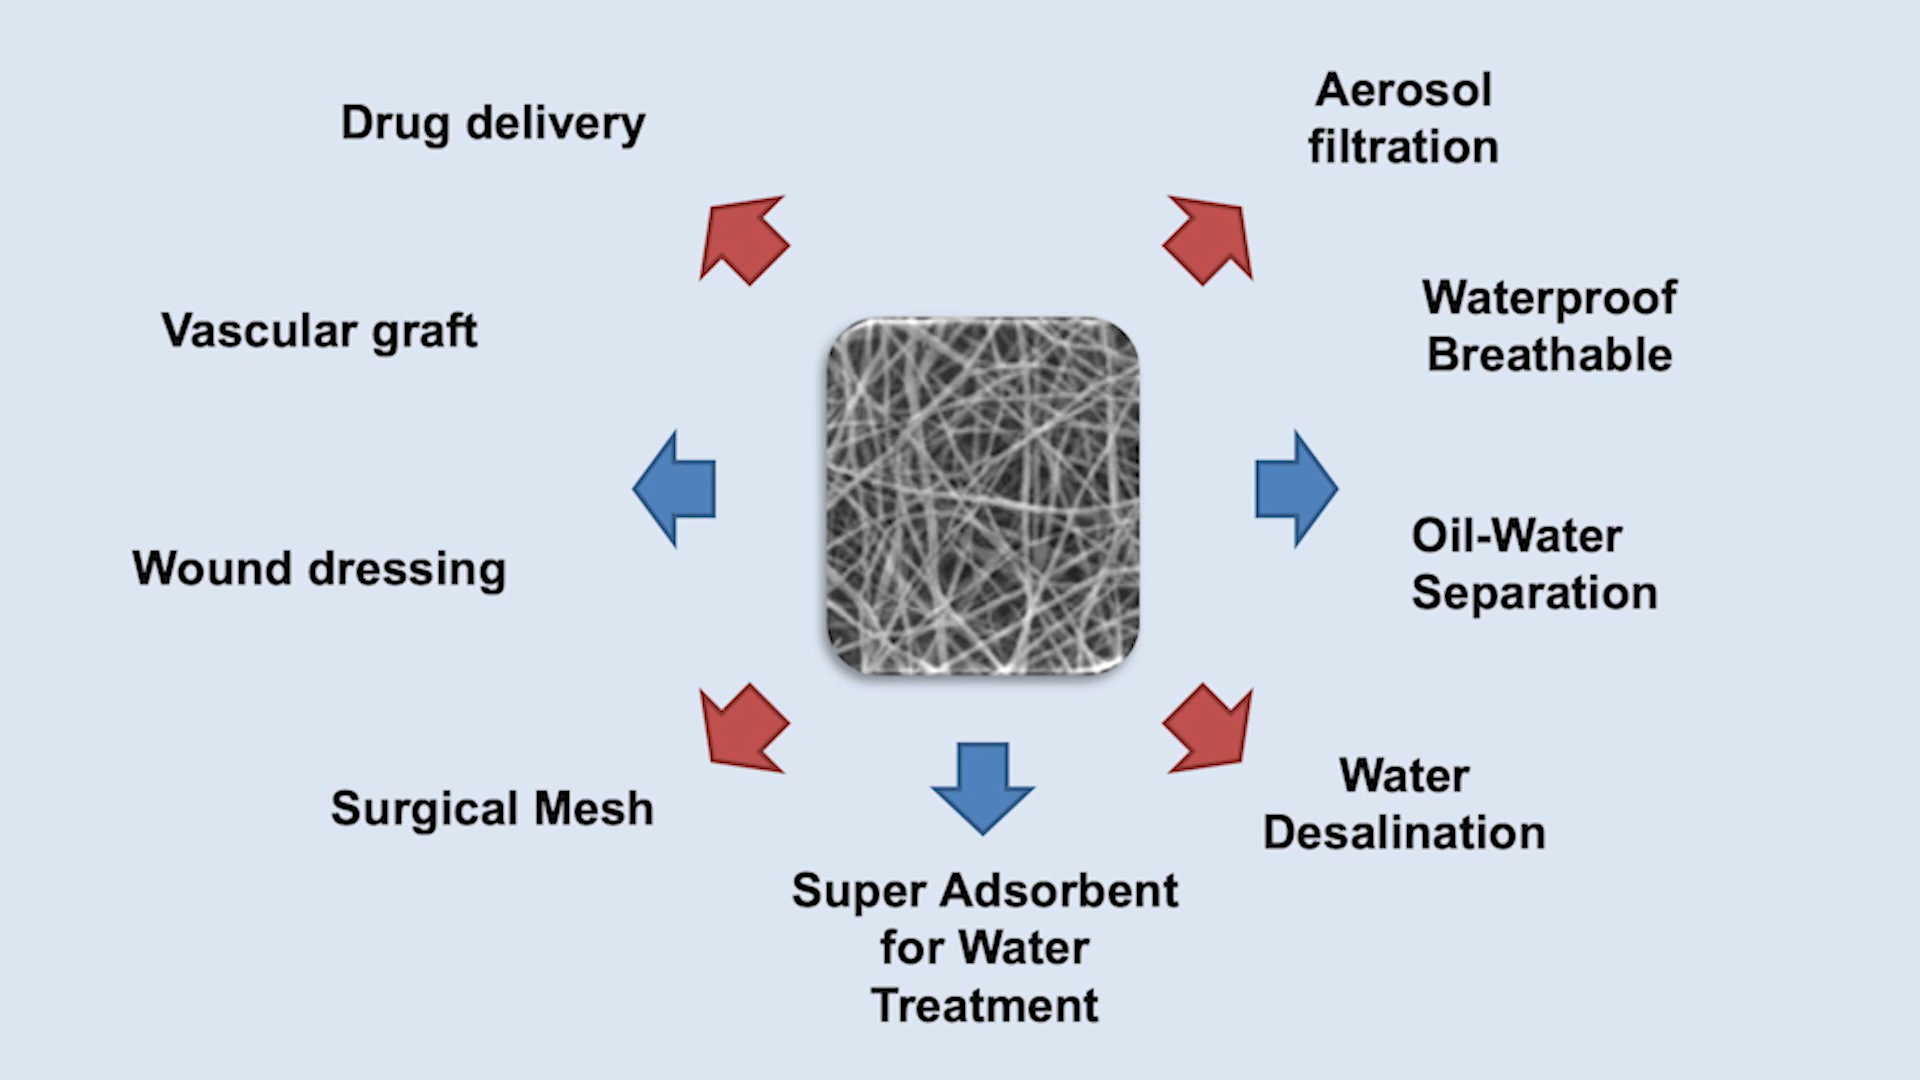 Drug delivery
Aerosol
filtration
Vascular graft
Waterproof
Breathable
Wound dressing
Oil-Water
Separation
Surgical Mesh
Water
Desalination
Super Adsorbent
for Water
Treatment